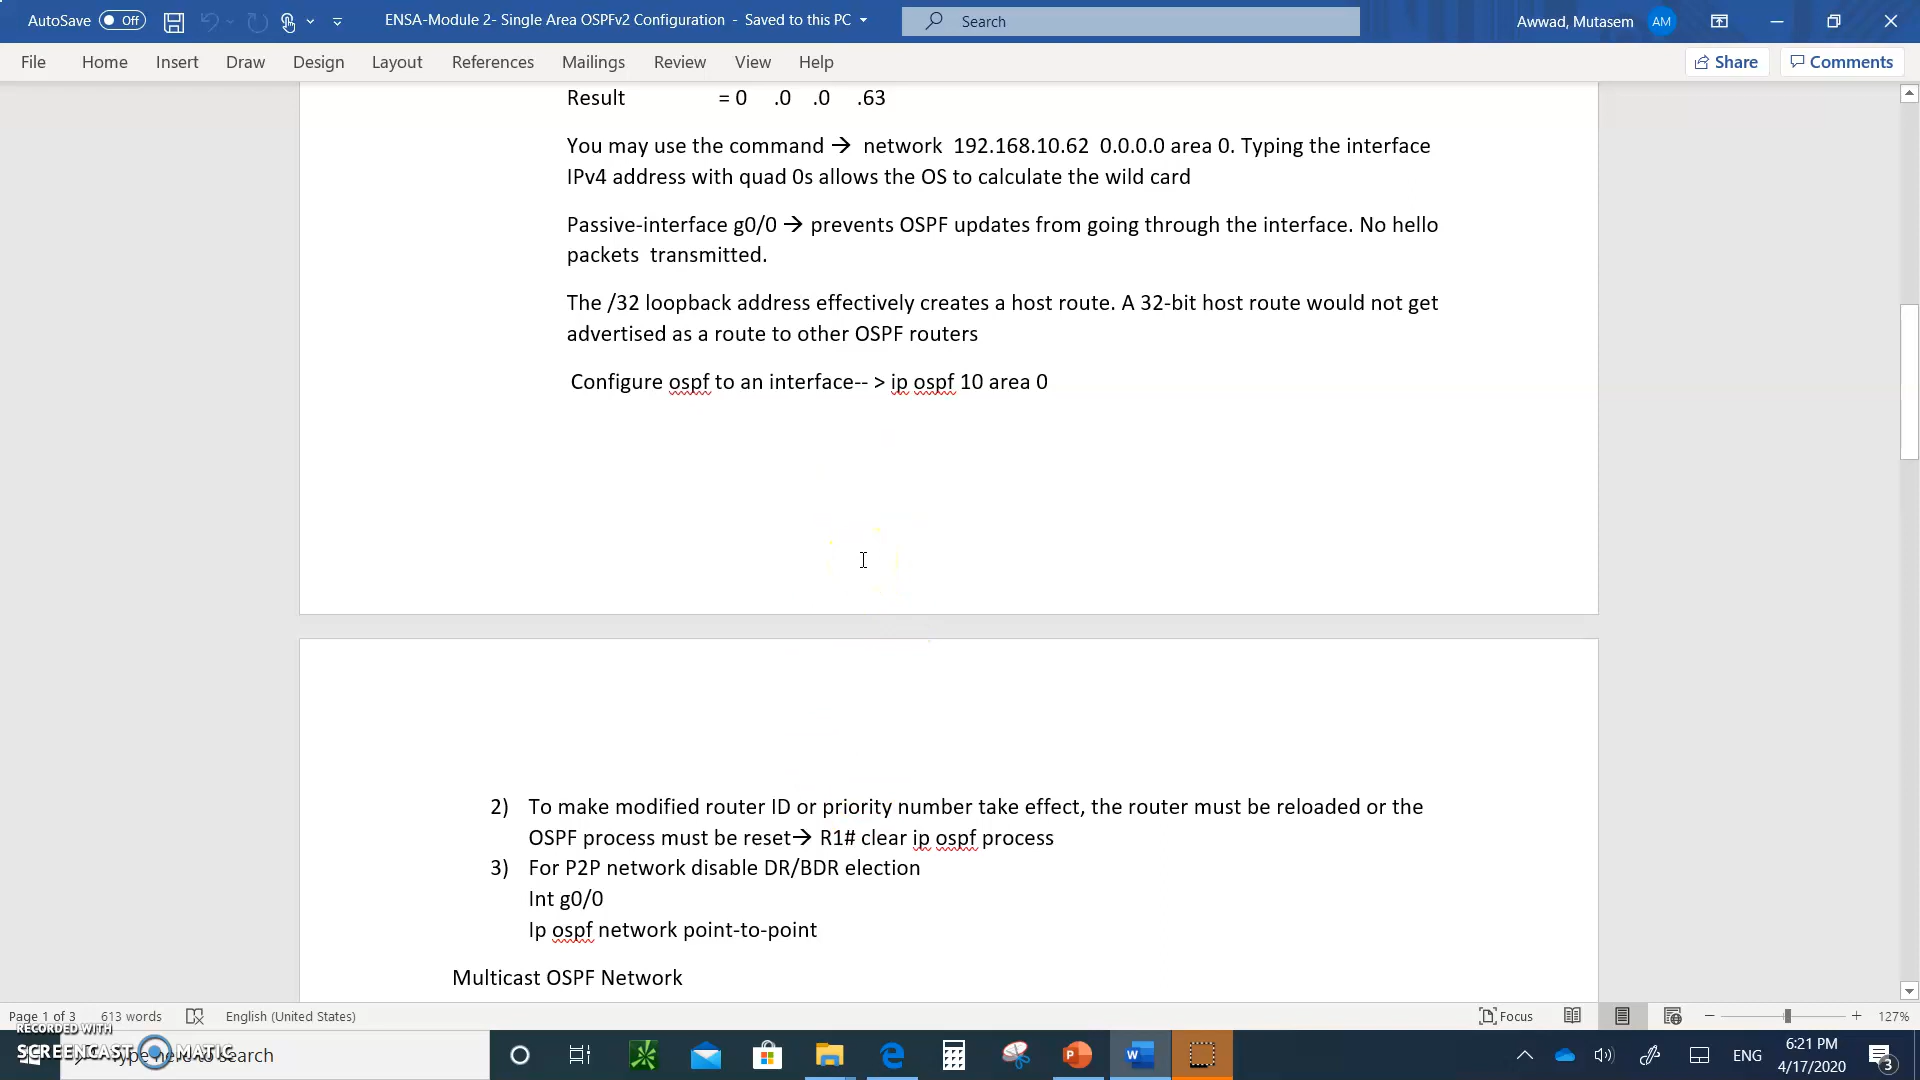 AutoSave Off ENSA-Module 2- Single Area OSPFv2 Configuration - Saved to this PC Search Awwad, Mutasem AM
File Home Insert Draw Design Layout References Mailings Review View Help Share Comments
Result = 0 .0 .0 .63
You may use the command → network 192.168.10.62 0.0.0.0 area 0. Typing the interface
IPv4 address with quad 0s allows the OS to calculate the wild card
Passive-interface g0/0 → prevents OSPF updates from going through the interface. No hello
packets transmitted.
The /32 loopback address effectively creates a host route. A 32-bit host route would not get
advertised as a route to other OSPF routers
Configure ospf to an interface-- > ip ospf 10 area 0
2) To make modified router ID or priority number take effect, the router must be reloaded or the
OSPF process must be reset→ R1# clear ip ospf process
3) For P2P network disable DR/BDR election
Int g0/0
Ip ospf network point-to-point
Multicast OSPF Network
Page 1 of 3 613 words English (United States) Focus 127%
RECORDED WITH
SCREENCAST MATIC
Type here to search
ENG 6:21 PM
4/17/2020 3